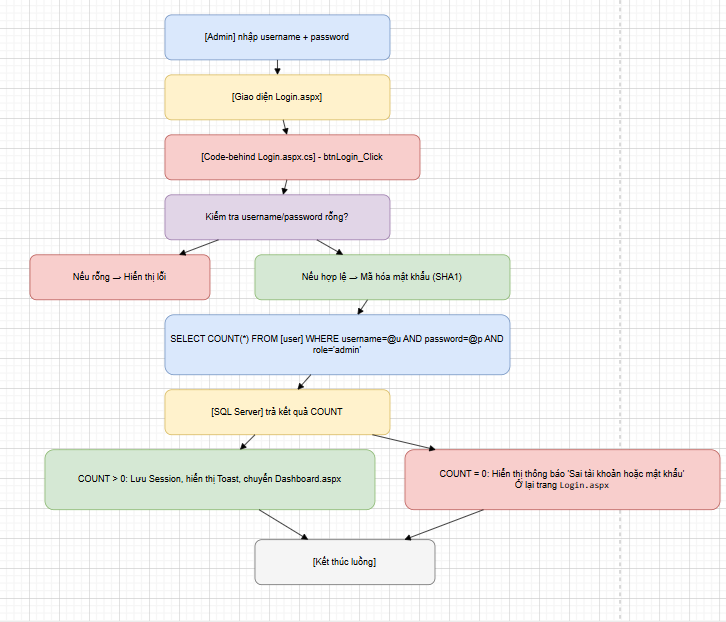 [Admin] nhập username + password
[Giao diện Login.aspx]
[Code-behind Login.aspx.cs] - btnLogin_Click
Kiểm tra username/password rỗng?
Nếu rỗng → Hiển thị lỗi
Nếu hợp lệ → Mã hóa mật khẩu (SHA1)
SELECT COUNT(*) FROM [user] WHERE username=@u AND password=@p AND
role='admin'
[SQL Server] trả kết quả COUNT
COUNT > 0: Lưu Session, hiển thị Toast, chuyển Dashboard.aspx
COUNT = 0: Hiển thị thông báo 'Sai tài khoản hoặc mật khẩu'
Ở lại trang Login.aspx
[Kết thúc luồng]